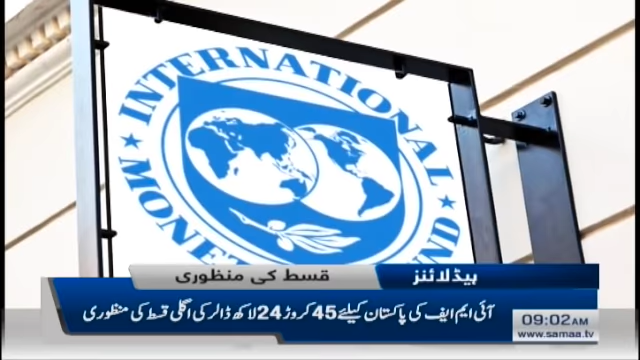 INTERNATIONAL
MONETARY FUND
ہیڈلائنز
قسط کی منظوری
آئی ایم ایف کی پاکستان کیلئے 45 کروڑ 24 لاکھ ڈالر کی اگلی قسط کی منظوری
09:02AM
www.samaa.tv